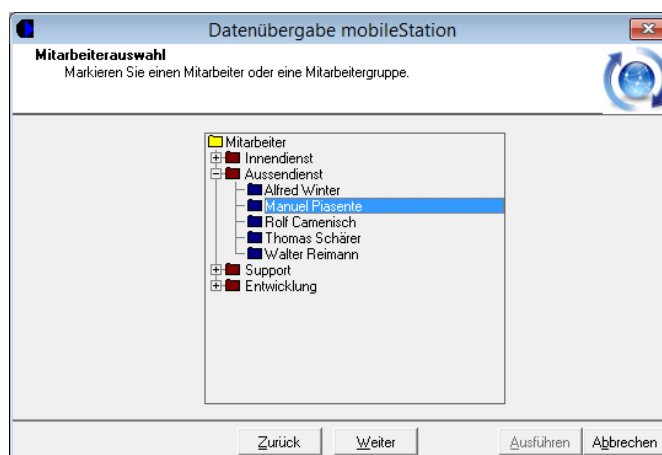 Datenübergabe mobileStation
Mitarbeiterauswahl
Markieren Sie einen Mitarbeiter oder eine Mitarbeitergruppe.
Mitarbeiter
Innendienst
Aussendienst
Alfred Winter
Manuel Piasente
Rolf Camenisch
Thomas Schärer
Walter Reimann
Support
Entwicklung
Zurück Weiter Ausführen Abbrechen